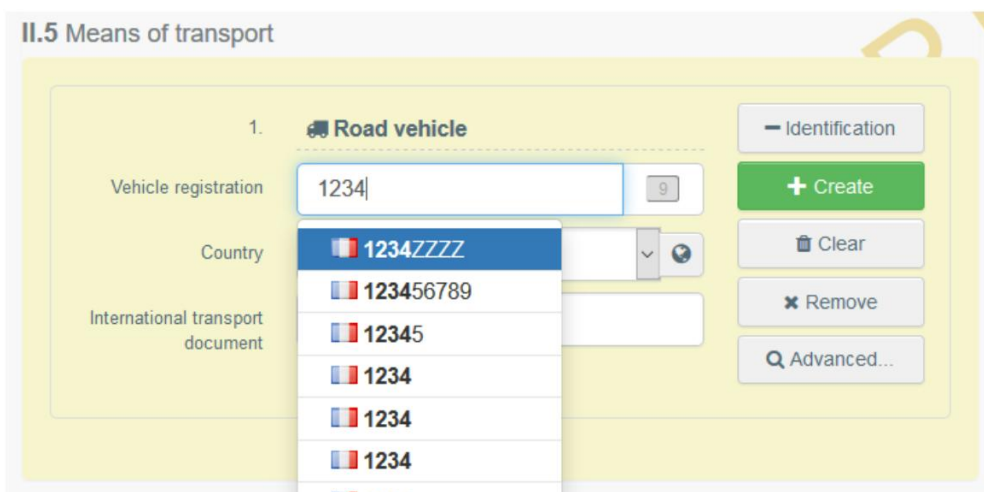 II.5 Means of transport
1.
Road vehicle
Identification
Vehicle registration
1234
9
Create
Country
1234ZZZZ
Clear
123456789
International transport
document
12345
Remove
1234
Advanced...
1234
1234